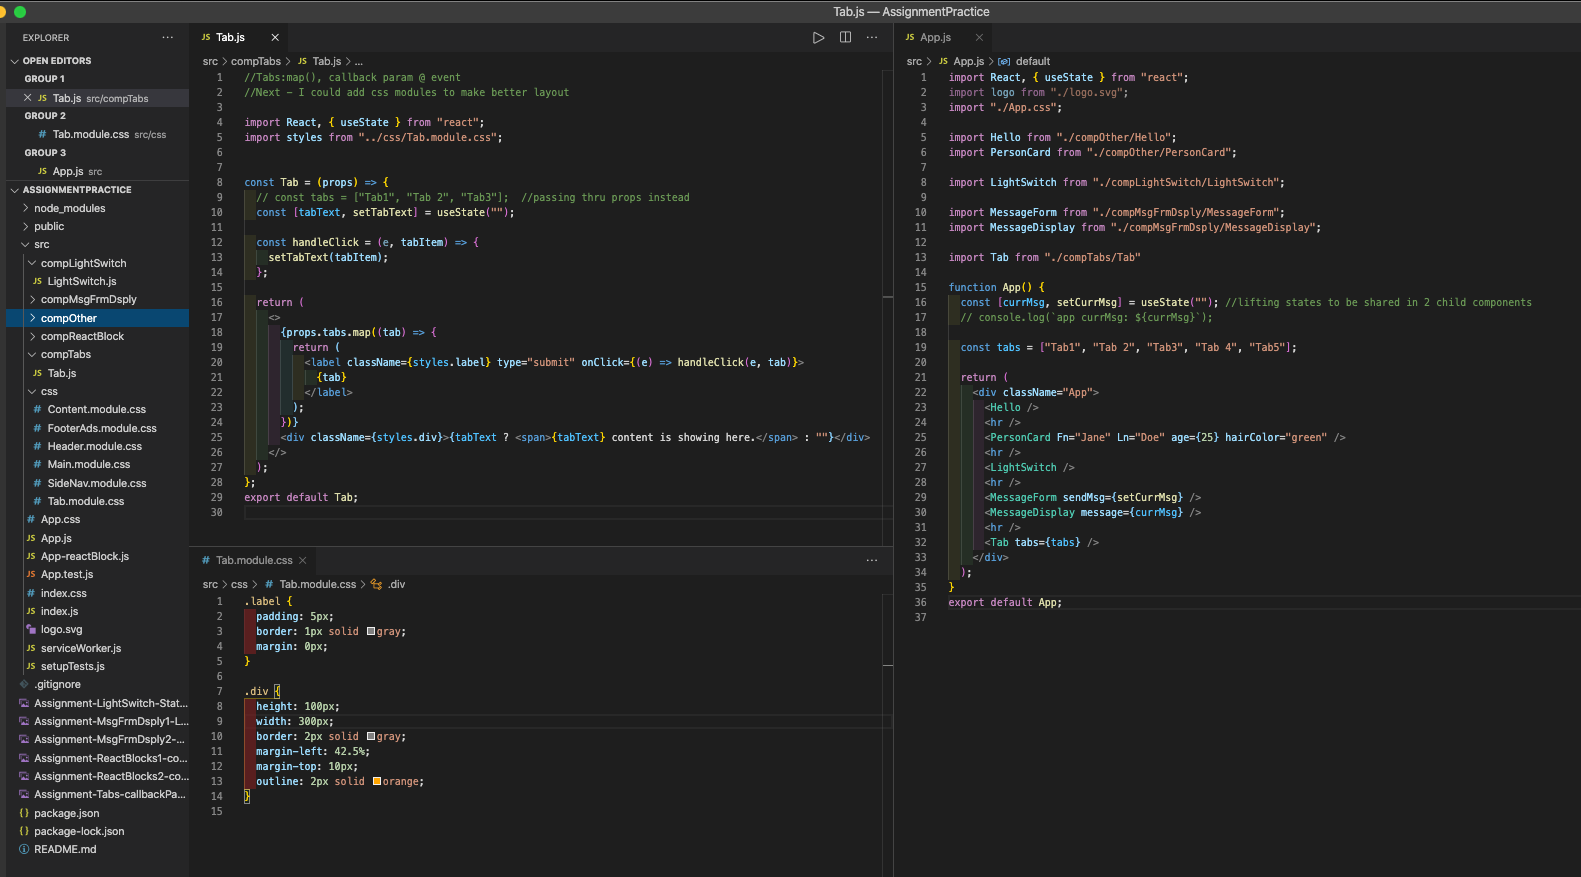 Tab.js — AssignmentPractice
EXPLORER
OPEN EDITORS
GROUP 1
JS Tab.js src/compTabs
GROUP 2
# Tab.module.css src/css
GROUP 3
JS App.js src
ASSIGNMENTPRACTICE
node_modules
public
src
compLightSwitch
JS LightSwitch.js
compMsgFrmDsply
compOther
compReactBlock
compTabs
JS Tab.js
css
# Content.module.css
# FooterAds.module.css
# Header.module.css
# Main.module.css
# SideNav.module.css
# Tab.module.css
# App.css
JS App.js
JS App-reactBlock.js
JS App.test.js
# index.css
JS index.js
logo.svg
JS serviceWorker.js
JS setupTests.js
.gitignore
Assignment-LightSwitch-Stat...
Assignment-MsgFrmDsply1-L...
Assignment-MsgFrmDsply2-...
Assignment-ReactBlocks1-co...
Assignment-ReactBlocks2-co...
Assignment-Tabs-callbackPa...
{} package.json
{} package-lock.json
README.md
JS Tab.js
src > compTabs > JS Tab.js > ...
1 //Tabs:map(), callback param @ event
2 //Next - I could add css modules to make better layout
3
4 import React, { useState } from "react";
5 import styles from "../css/Tab.module.css";
6
7
8 const Tab = (props) => {
9 // const tabs = ["Tab1", "Tab 2", "Tab3"]; //passing thru props instead
10 const [tabText, setTabText] = useState("");
11
12 const handleClick = (e, tabItem) => {
13 setTabText(tabItem);
14 };
15
16 return (
17 <>
18 {props.tabs.map((tab) => {
19 return (
20 <label className={styles.label} type="submit" onClick={(e) => handleClick(e, tab)}>
21 {tab}
22 </label>
23 );
24 })}
25 <div className={styles.div}>{tabText ? <span>{tabText} content is showing here.</span> : ""}</div>
26 </>
27 );
28 };
29 export default Tab;
30
# Tab.module.css
src > css > # Tab.module.css > .div
1 .label {
2 padding: 5px;
3 border: 1px solid gray;
4 margin: 0px;
5 }
6
7 .div {
8 height: 100px;
9 width: 300px;
10 border: 2px solid gray;
11 margin-left: 42.5%;
12 margin-top: 10px;
13 outline: 2px solid orange;
14 }
15
JS App.js
src > JS App.js > default
1 import React, { useState } from "react";
2 import logo from "./logo.svg";
3 import "./App.css";
4
5 import Hello from "./compOther/Hello";
6 import PersonCard from "./compOther/PersonCard";
7
8 import LightSwitch from "./compLightSwitch/LightSwitch";
9
10 import MessageForm from "./compMsgFrmDsply/MessageForm";
11 import MessageDisplay from "./compMsgFrmDsply/MessageDisplay";
12
13 import Tab from "./compTabs/Tab"
14
15 function App() {
16 const [currMsg, setCurrMsg] = useState(""); //lifting states to be shared in 2 child components
17 // console.log(`app currMsg: ${currMsg}`);
18
19 const tabs = ["Tab1", "Tab 2", "Tab3", "Tab 4", "Tab5"];
20
21 return (
22 <div className="App">
23 <Hello />
24 <hr />
25 <PersonCard Fn="Jane" Ln="Doe" age={25} hairColor="green" />
26 <hr />
27 <LightSwitch />
28 <hr />
29 <MessageForm sendMsg={setCurrMsg} />
30 <MessageDisplay message={currMsg} />
31 <hr />
32 <Tab tabs={tabs} />
33 </div>
34 );
35 }
36 export default App;
37